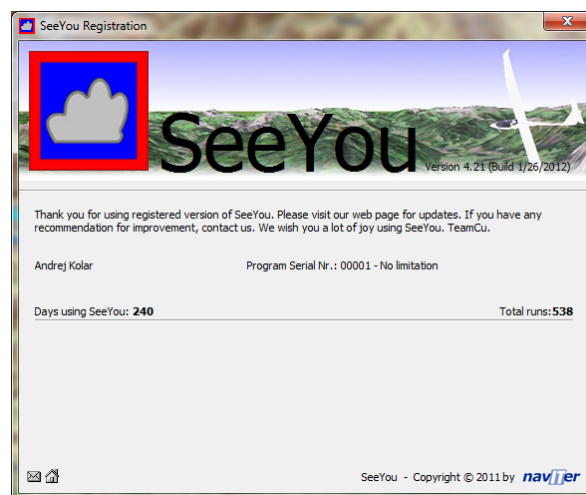 SeeYou Registration
SeeYou
Version 4.21 (Build 1/26/2012)
Thank you for using registered version of SeeYou. Please visit our web page for updates. If you have any
recommendation for improvement, contact us. We wish you a lot of joy using SeeYou. TeamCu.
Andrej Kolar Program Serial Nr.: 00001 - No limitation
Days using SeeYou: 240 Total runs:538
SeeYou - Copyright © 2011 by naviter